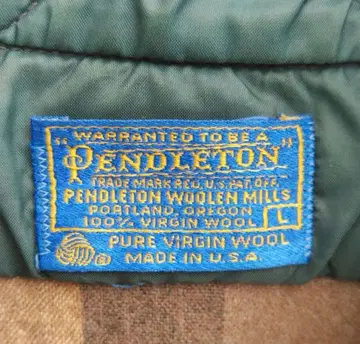 WARRANTED TO BE A
"PENDLETON"
TRADE MARK REG. U.S. PAT. OFF.
PENDLETON WOOLEN MILLS
PORTLAND, OREGON
100% VIRGIN WOOL L
PURE VIRGIN WOOL
MADE IN U.S.A.